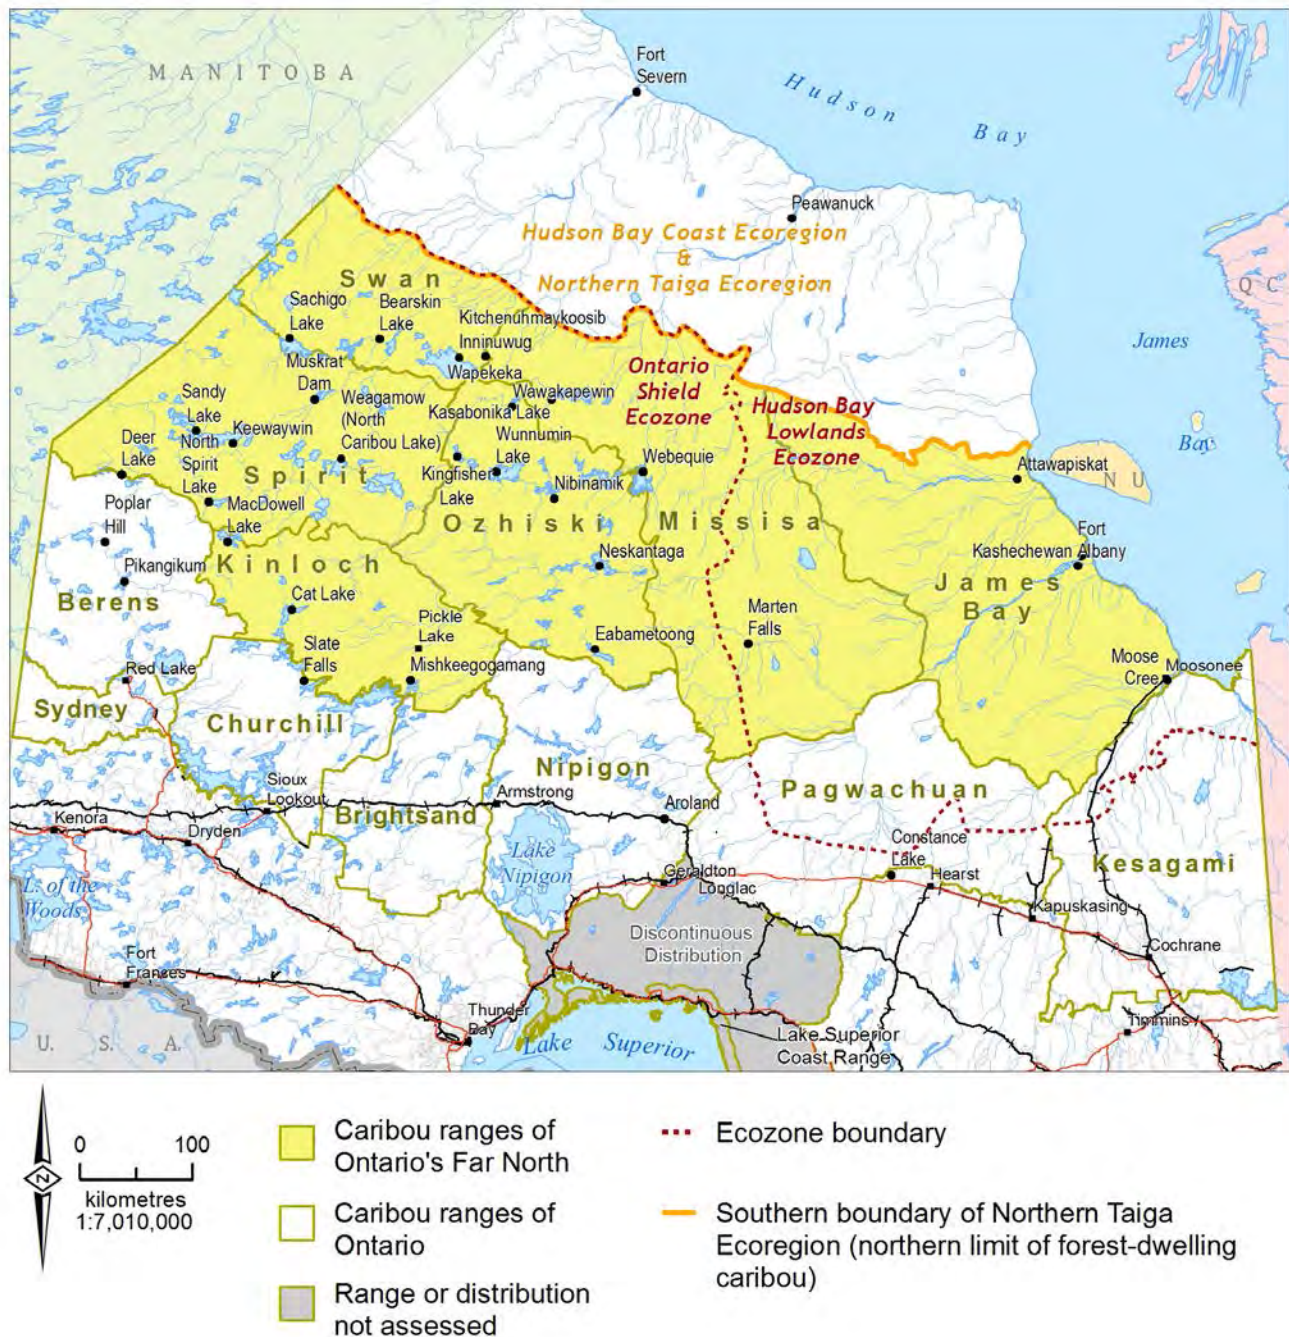 MANITOBA
Fort
Severn
Hudson
Bay
Peawanuck
Hudson Bay Coast Ecoregion
&
Northern Taiga Ecoregion
QC
James
Bay
NU
Swan
Sachigo
Lake
Bearskin
Lake
Kitchenuhmaykoosib
Inninuwug
Wapekeka
Muskrat
Dam
Ontario
Shield
Ecozone
Hudson Bay
Lowlands
Ecozone
Sandy
Lake
Weagamow
(North
Caribou Lake)
Wawakapewin
Kasabonika Lake
Deer
Lake
North
Spirit
Lake
Keewaywin
Wunnumin
Lake
Webequie
Attawapiskat
Spirit
Kingfisher
Lake
Nibinamik
Poplar
Hill
MacDowell
Lake
Ozhiski
Missisa
Fort
Albany
Kashechewan
Pikangikum
Kinloch
Neskantaga
James
Bay
Berens
Cat Lake
Pickle
Lake
Marten
Falls
Eabametoong
Slate
Falls
Mishkeegogamang
Moose
Cree
Moosonee
Red Lake
Sydney
Churchill
Nipigon
Pagwachuan
Sioux
Lookout
Armstrong
Aroland
Kenora
Dryden
Brightsand
Constance
Lake
Lake
Nipigon
Kesagami
Geraldton
Longlac
Hearst
L. of the
Woods
Kapuskasing
Discontinuous
Distribution
Cochrane
Fort
Frances
Thunder
Bay
Timmins
U. S. A.
Lake Superior
Lake Superior
Coast Range
N
0 100
kilometres
1:7,010,000
Caribou ranges of
Ontario's Far North
Caribou ranges of
Ontario
Range or distribution
not assessed
Ecozone boundary
Southern boundary of Northern Taiga
Ecoregion (northern limit of forest-dwelling
caribou)